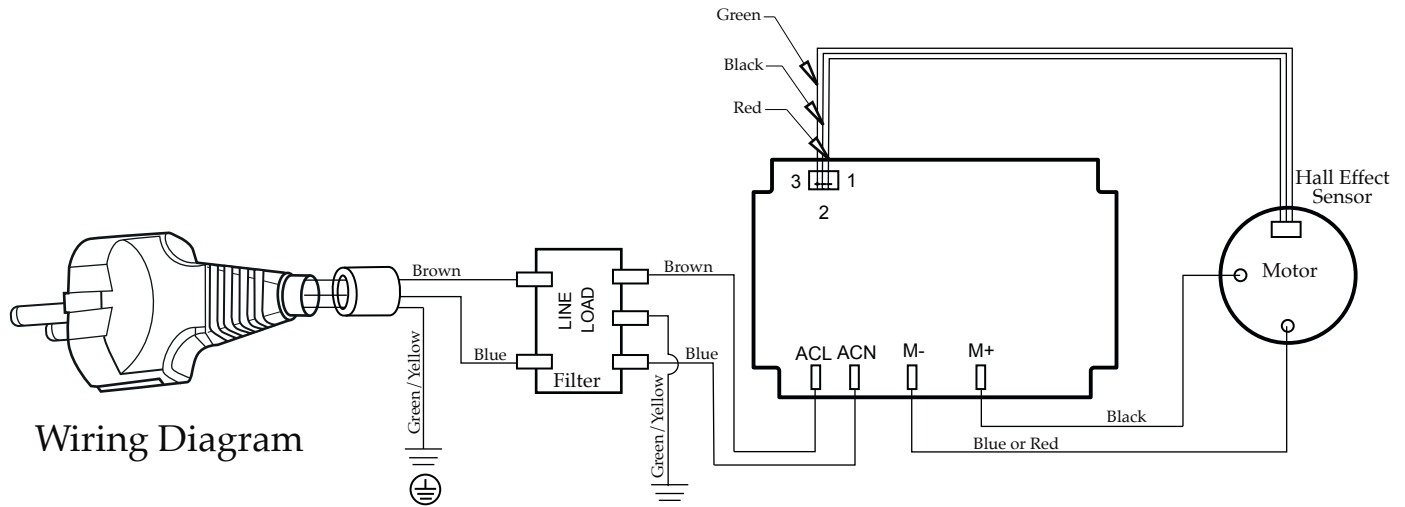 Green
Black
Red
3
1
2
Hall Effect
Sensor
Motor
Brown
Blue
Green/Yellow
LINE
LOAD
Filter
Brown
Blue
Green/Yellow
ACL ACN M- M+
Black
Blue or Red
Wiring Diagram